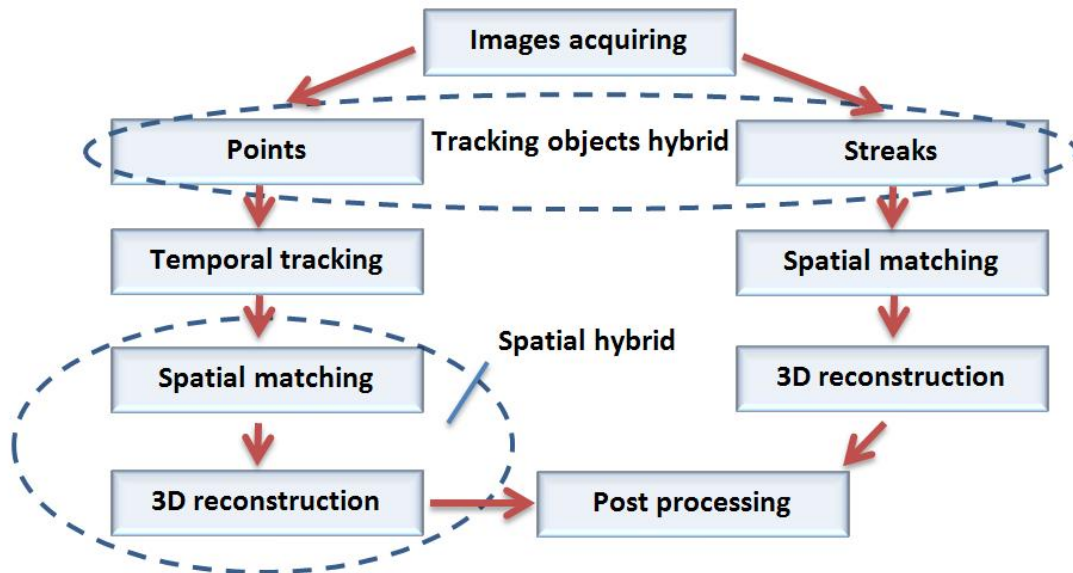 Images acquiring
Points
Tracking objects hybrid
Streaks
Temporal tracking
Spatial matching
Spatial hybrid
Spatial matching
3D reconstruction
3D reconstruction
Post processing